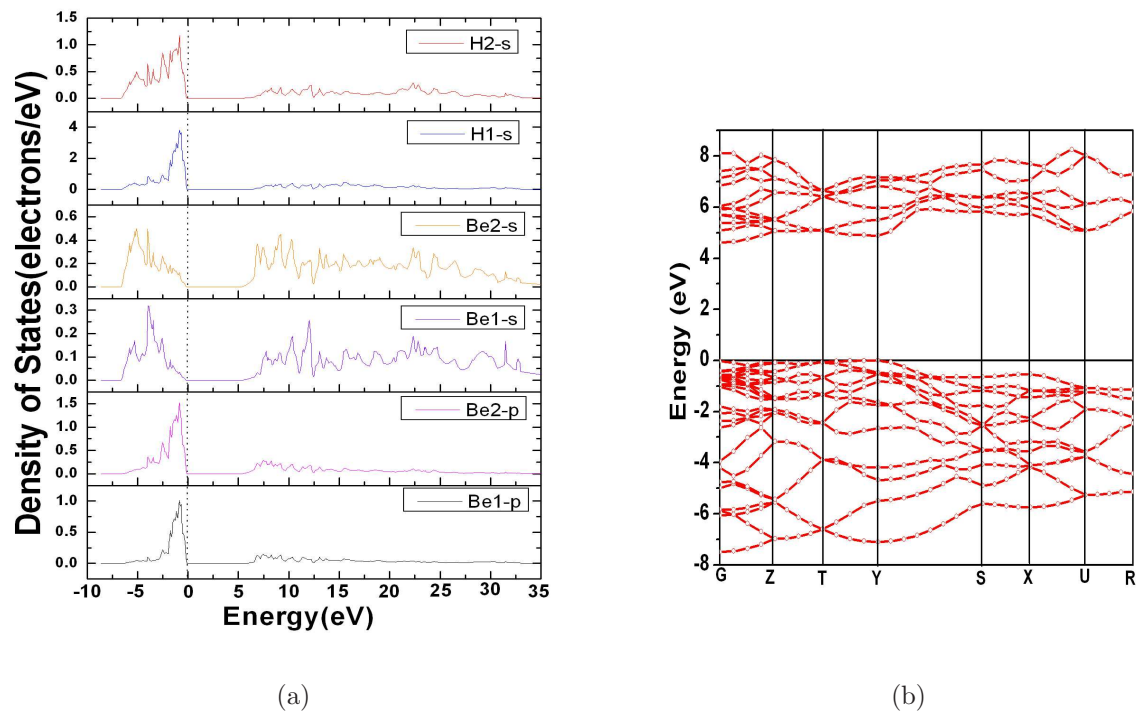 Density of States(electrons/eV)
1.5
1.0
0.5
0.0
H2-s
4
2
0
H1-s
0.6
0.4
0.2
0.0
Be2-s
0.3
0.2
0.1
0.0
Be1-s
1.5
1.0
0.5
0.0
Be2-p
1.0
0.5
0.0
Be1-p
-10 -5 0 5 10 15 20 25 30 35
Energy(eV)
(a)
Energy (eV)
8
6
4
2
0
-2
-4
-6
-8
G Z T Y S X U R
(b)